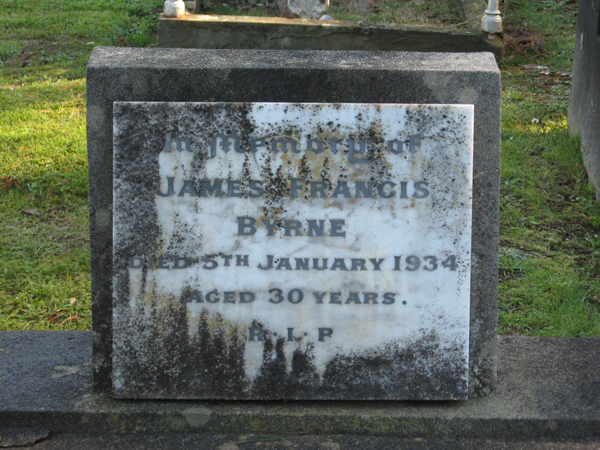 In Memory of
JAMES FRANCIS
BYRNE
DIED 5TH JANUARY 1934
AGED 30 YEARS.
R.I.P